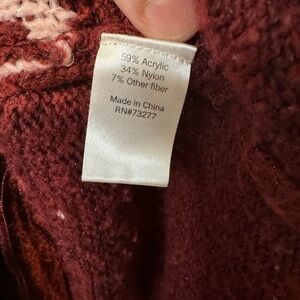 59% Acrylic
34% Nylon
7% Other fiber
Made in China
RN#73277